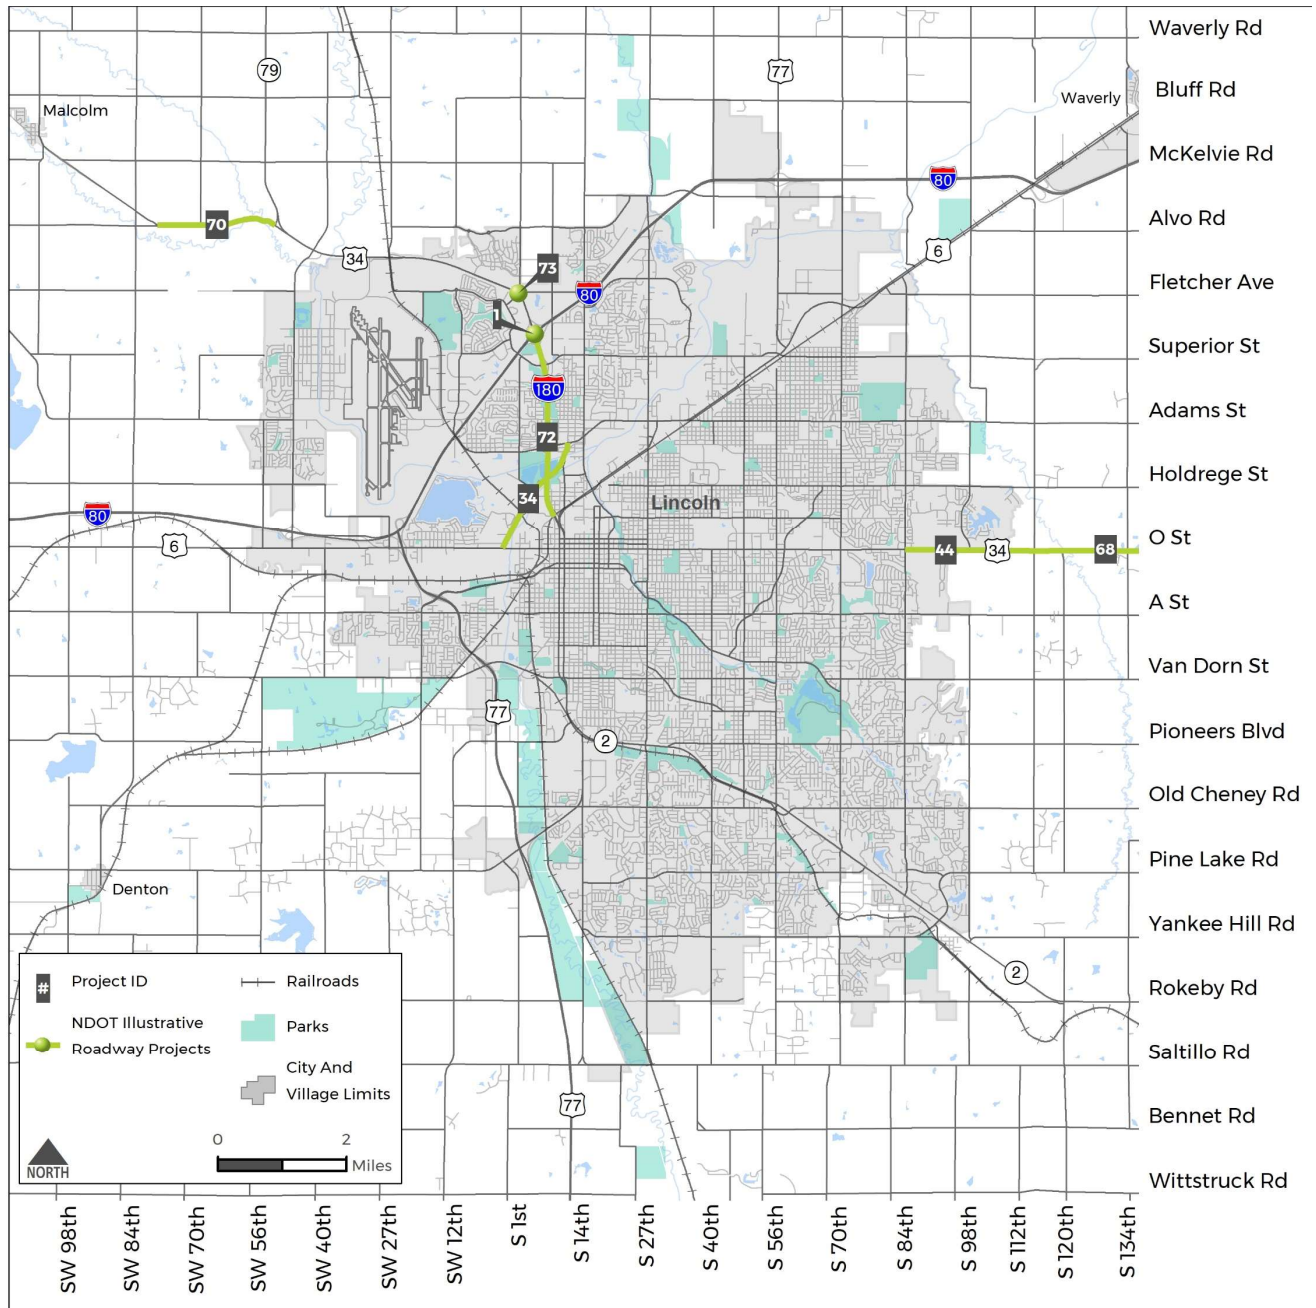 Waverly Rd
79
77
Bluff Rd
Waverly
Malcolm
McKelvie Rd
80
Alvo Rd
70
6
34
73
Fletcher Ave
80
1
Superior St
180
Adams St
72
Holdrege St
34
Lincoln
80
O St
6
44
34
68
A St
Van Dorn St
77
2
Pioneers Blvd
Old Cheney Rd
Pine Lake Rd
Denton
Yankee Hill Rd
2
Rokeby Rd
Saltillo Rd
77
Bennet Rd
Wittstruck Rd
# Project ID
NDOT Illustrative
Roadway Projects
Railroads
Parks
City And
Village Limits
NORTH
0 2
Miles
SW 98th
SW 84th
SW 70th
SW 56th
SW 40th
SW 27th
SW 12th
S 1st
S 14th
S 27th
S 40th
S 56th
S 70th
S 84th
S 98th
S 112th
S 120th
S 134th